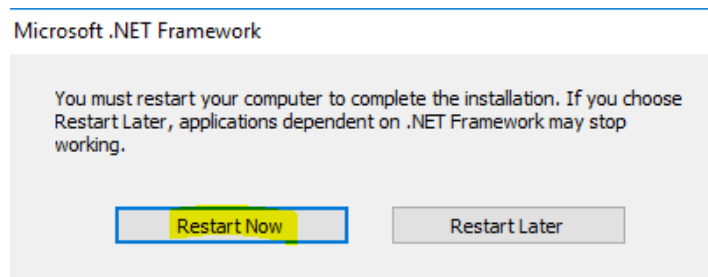 Microsoft .NET Framework
You must restart your computer to complete the installation. If you choose
Restart Later, applications dependent on .NET Framework may stop
working.
Restart Now
Restart Later